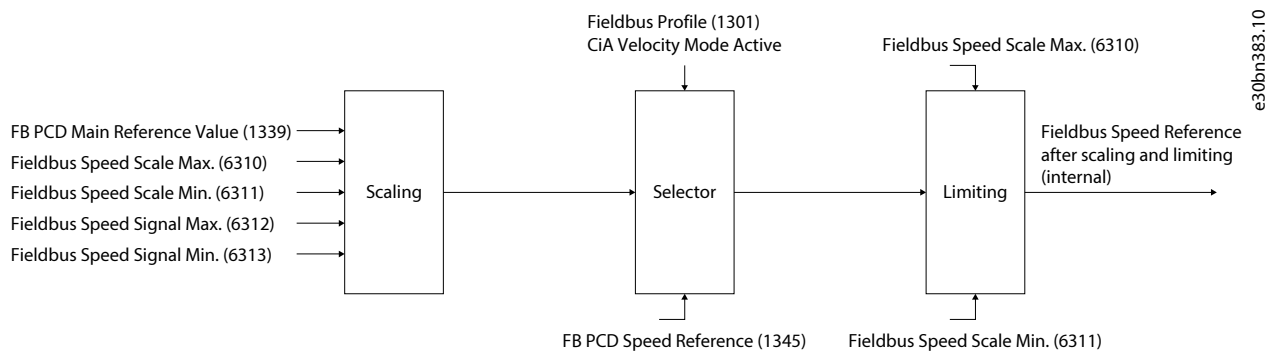 Fieldbus Profile (1301)
CiA Velocity Mode Active
Fieldbus Speed Scale Max. (6310)
e30bn383.10
FB PCD Main Reference Value (1339)
Fieldbus Speed Scale Max. (6310)
Fieldbus Speed Scale Min. (6311)
Fieldbus Speed Signal Max. (6312)
Fieldbus Speed Signal Min. (6313)
Scaling
Selector
Limiting
Fieldbus Speed Reference
after scaling and limiting
(internal)
FB PCD Speed Reference (1345)
Fieldbus Speed Scale Min. (6311)